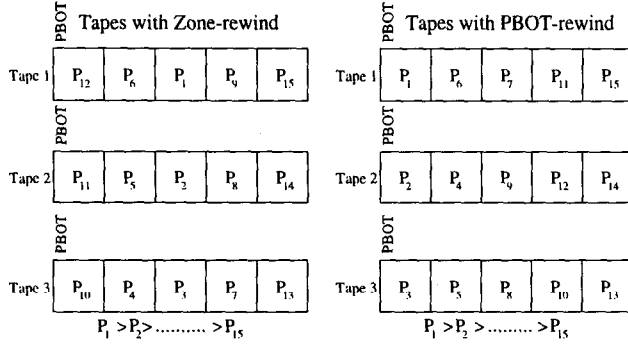 Tapes with Zone-rewind
PBOT
Tape 1 P12 P6 P1 P9 P15
PBOT
Tape 2 P11 P5 P2 P8 P14
PBOT
Tape 3 P10 P4 P3 P7 P13
P1 >P2> .......... >P15
Tapes with PBOT-rewind
PBOT
Tape 1 P1 P6 P7 P11 P15
PBOT
Tape 2 P2 P4 P9 P12 P14
PBOT
Tape 3 P3 P5 P8 P10 P13
P1 >P2 > ......... >P15